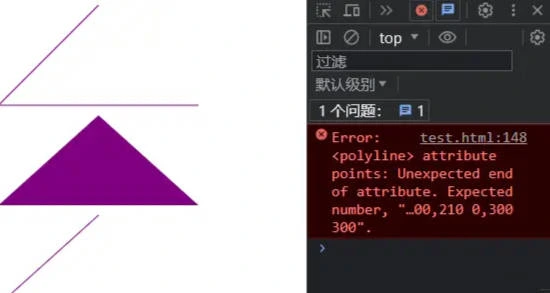 top
过滤
默认级别
1 个问题: 1
Error: test.html:148
<polyline> attribute
points: Unexpected end
of attribute. Expected
number, "…00,210 0,300
300".